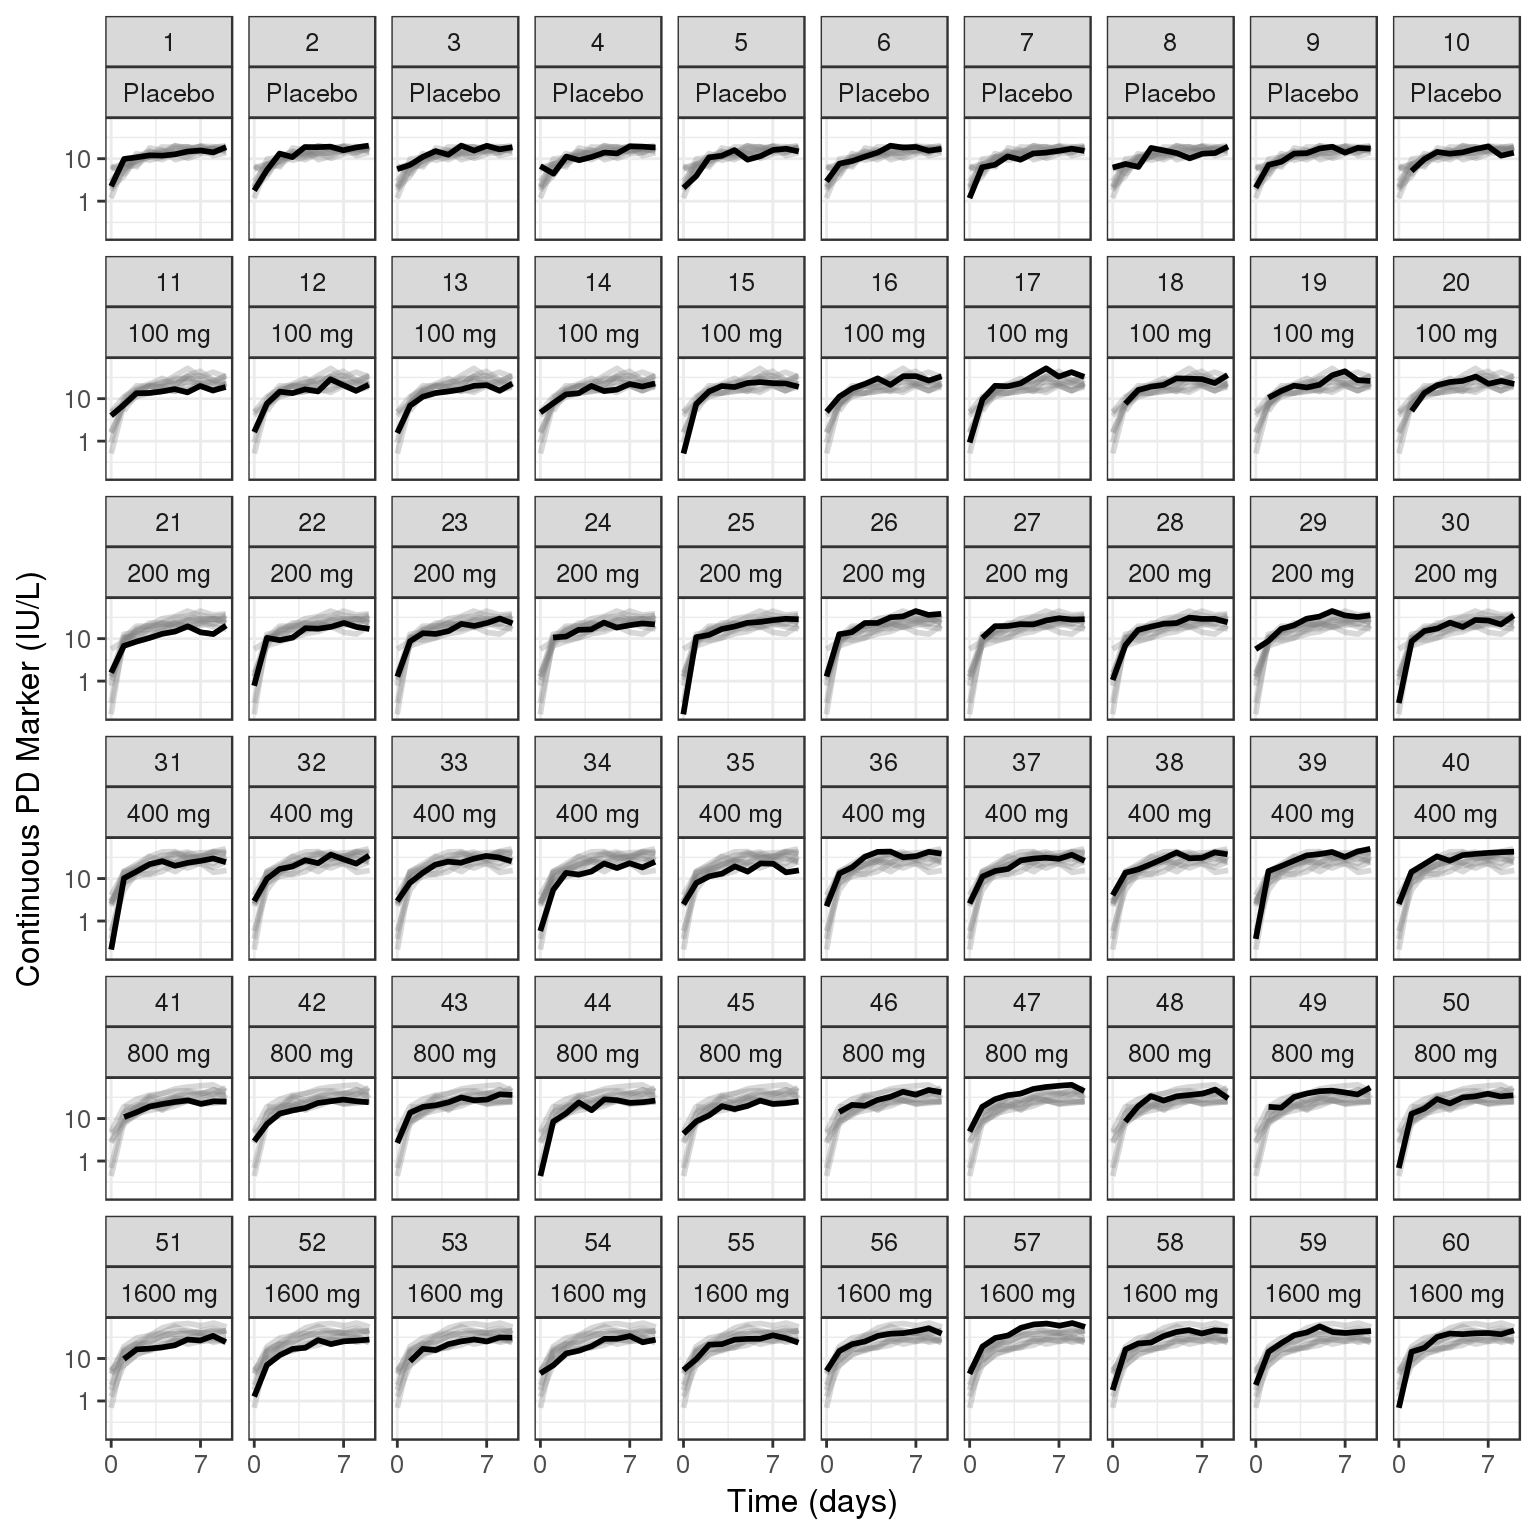 1 2 3 4 5 6 7 8 9 10
Placebo Placebo Placebo Placebo Placebo Placebo Placebo Placebo Placebo Placebo
10
1
11 12 13 14 15 16 17 18 19 20
100 mg 100 mg 100 mg 100 mg 100 mg 100 mg 100 mg 100 mg 100 mg 100 mg
10
1
21 22 23 24 25 26 27 28 29 30
200 mg 200 mg 200 mg 200 mg 200 mg 200 mg 200 mg 200 mg 200 mg 200 mg
10
1
Continuous PD Marker (IU/L)
31 32 33 34 35 36 37 38 39 40
400 mg 400 mg 400 mg 400 mg 400 mg 400 mg 400 mg 400 mg 400 mg 400 mg
10
1
41 42 43 44 45 46 47 48 49 50
800 mg 800 mg 800 mg 800 mg 800 mg 800 mg 800 mg 800 mg 800 mg 800 mg
10
1
51 52 53 54 55 56 57 58 59 60
1600 mg 1600 mg 1600 mg 1600 mg 1600 mg 1600 mg 1600 mg 1600 mg 1600 mg 1600 mg
10
1
0 7 0 7 0 7 0 7 0 7 0 7 0 7 0 7 0 7 0 7
Time (days)